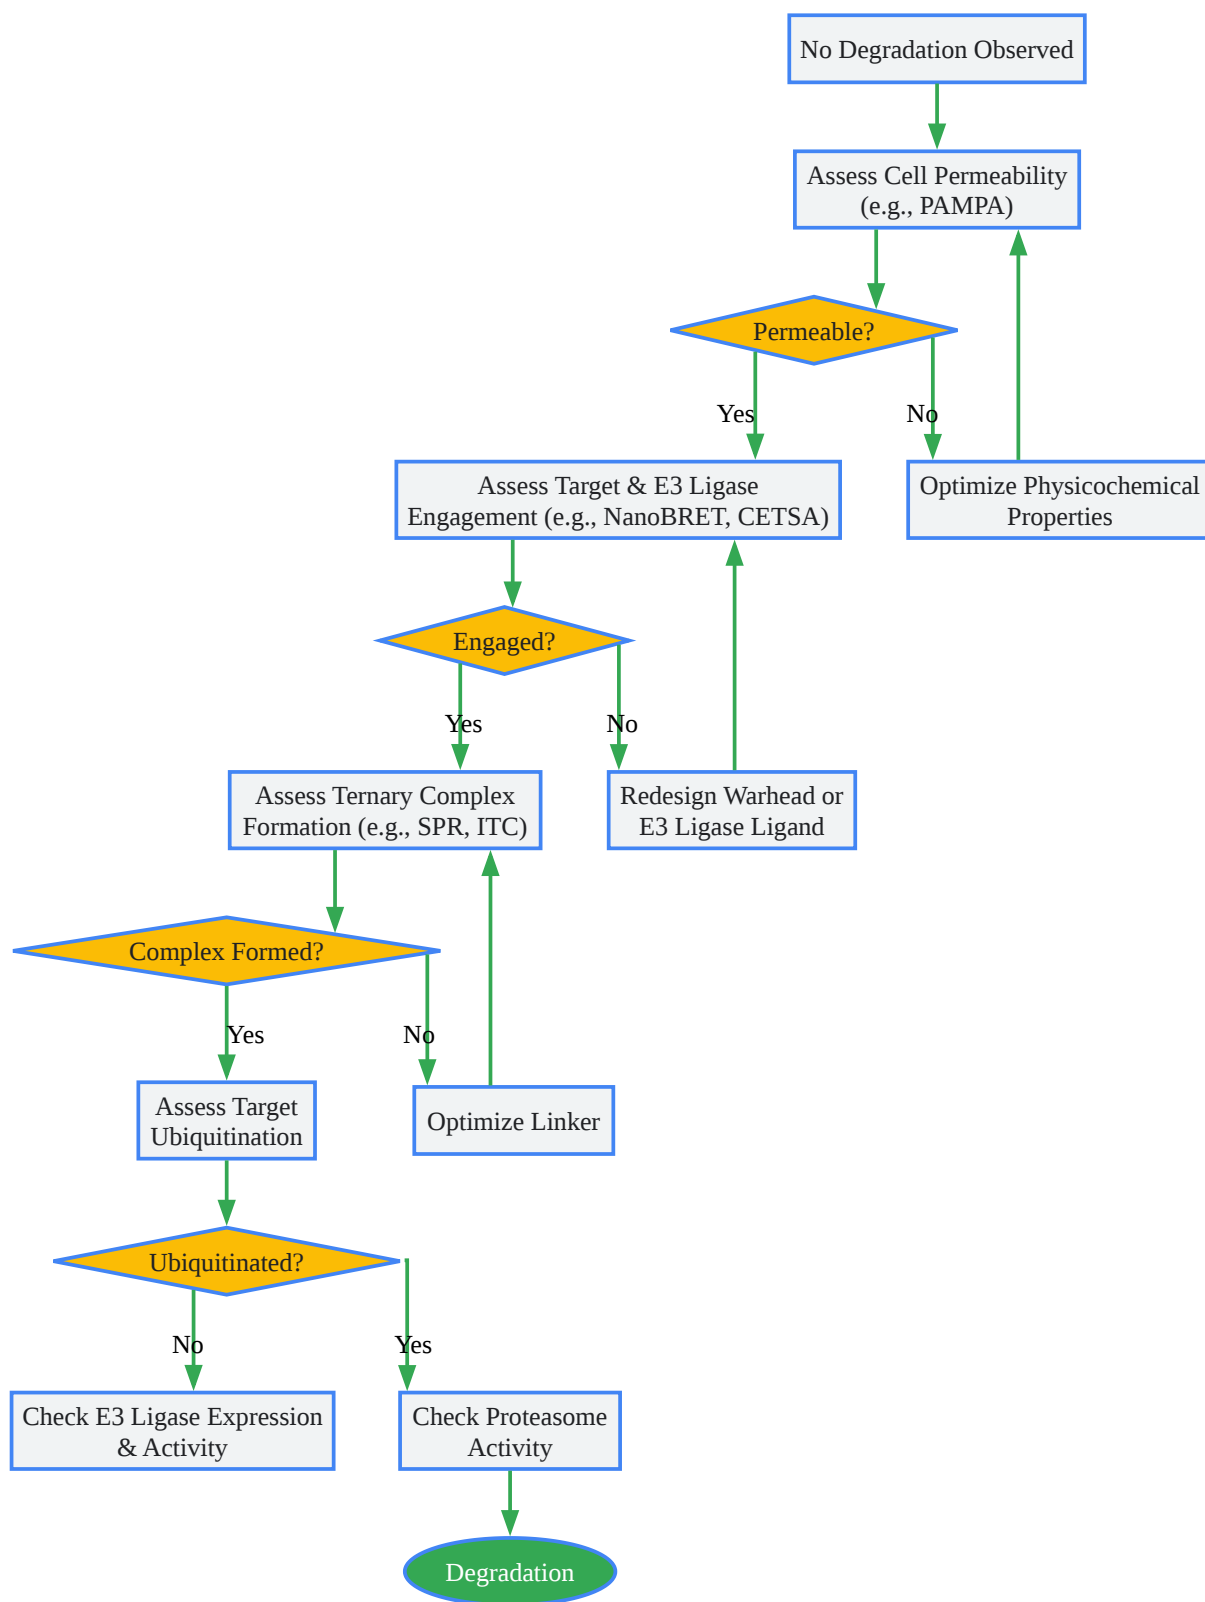 No Degradation Observed
Assess Cell Permeability
(e.g., PAMPA)
Permeable?
Yes
No
Assess Target & E3 Ligase
Engagement (e.g., NanoBRET, CETSA)
Optimize Physicochemical
Properties
Engaged?
Yes
No
Assess Ternary Complex
Formation (e.g., SPR, ITC)
Redesign Warhead or
E3 Ligase Ligand
Complex Formed?
Yes
No
Assess Target
Ubiquitination
Optimize Linker
Ubiquitinated?
No
Yes
Check E3 Ligase Expression
& Activity
Check Proteasome
Activity
Degradation